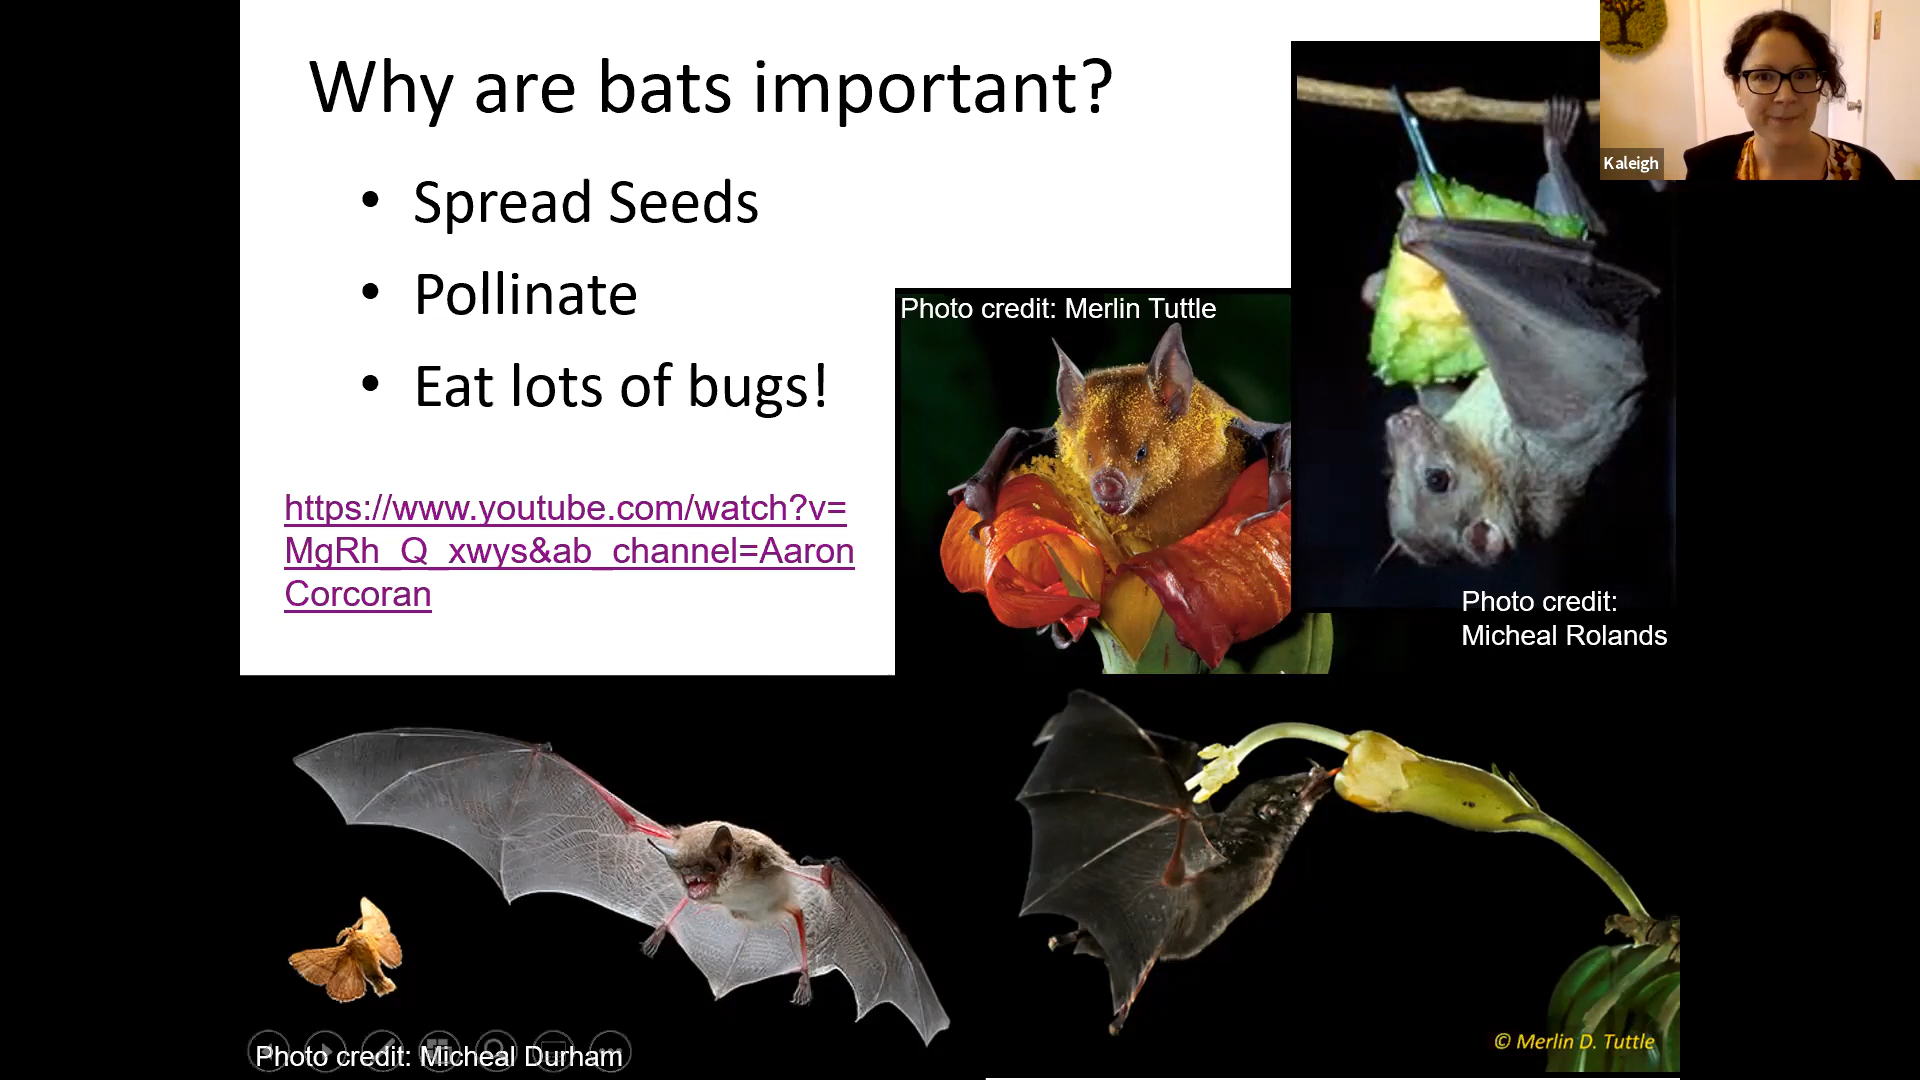 Why are bats important?
• Spread Seeds
• Pollinate
• Eat lots of bugs!
https://www.youtube.com/watch?v=
MgRh_Q_xwys&ab_channel=Aaron
Corcoran
Photo credit: Merlin Tuttle
Kaleigh
Photo credit:
Micheal Rolands
Photo credit: Micheal Durham
© Merlin D. Tuttle